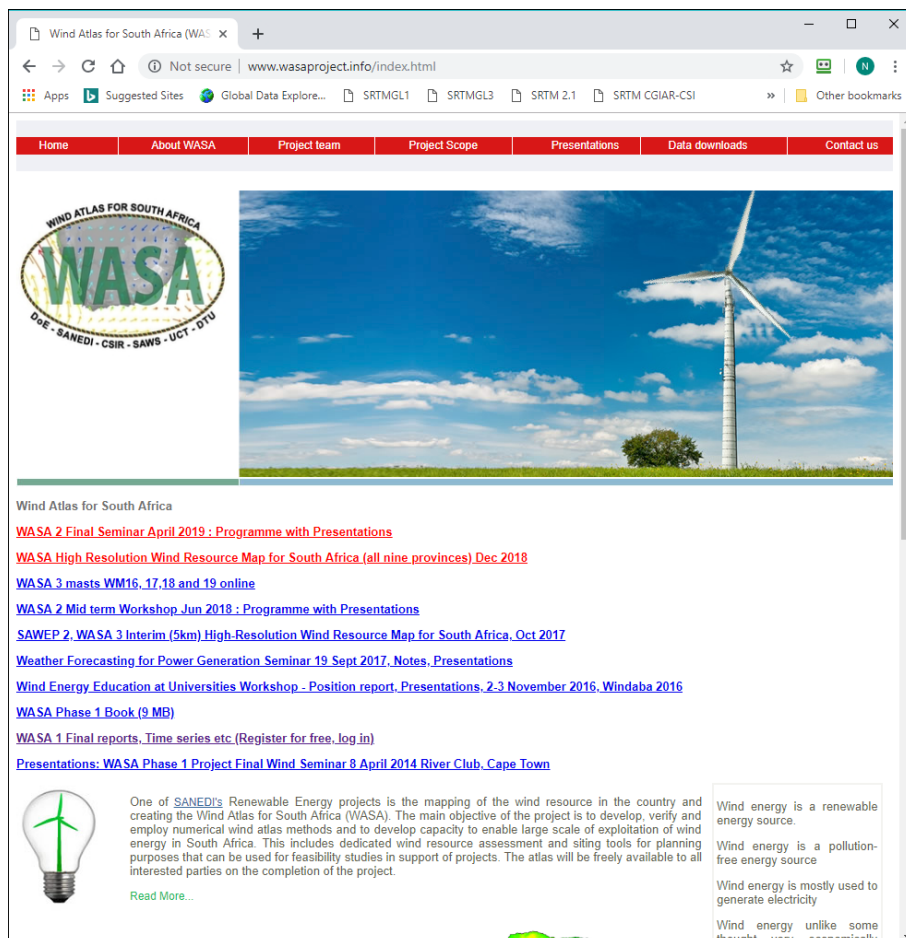 Wind Atlas for South Africa (WAS
Not secure | www.wasaproject.info/index.html
N
Apps Suggested Sites Global Data Explore... SRTMGL1 SRTMGL3 SRTM 2.1 SRTM CGIAR-CSI » Other bookmarks
Home About WASA Project team Project Scope Presentations Data downloads Contact us
WIND ATLAS FOR SOUTH AFRICA
WASA
DoE - SANEDI - CSIR - SAWS - UCT - DTU
Wind Atlas for South Africa
WASA 2 Final Seminar April 2019 : Programme with Presentations
WASA High Resolution Wind Resource Map for South Africa (all nine provinces) Dec 2018
WASA 3 masts WM16, 17,18 and 19 online
WASA 2 Mid term Workshop Jun 2018 : Programme with Presentations
SAWEP 2, WASA 3 Interim (5km) High-Resolution Wind Resource Map for South Africa, Oct 2017
Weather Forecasting for Power Generation Seminar 19 Sept 2017, Notes, Presentations
Wind Energy Education at Universities Workshop - Position report, Presentations, 2-3 November 2016, Windaba 2016
WASA Phase 1 Book (9 MB)
WASA 1 Final reports, Time series etc (Register for free, log in)
Presentations: WASA Phase 1 Project Final Wind Seminar 8 April 2014 River Club, Cape Town
One of SANEDI's Renewable Energy projects is the mapping of the wind resource in the country and
creating the Wind Atlas for South Africa (WASA). The main objective of the project is to develop, verify and
employ numerical wind atlas methods and to develop capacity to enable large scale of exploitation of wind
energy in South Africa. This includes dedicated wind resource assessment and siting tools for planning
purposes that can be used for feasibility studies in support of projects. The atlas will be freely available to all
interested parties on the completion of the project.
Read More...
Wind energy is a renewable
energy source.
Wind energy is a pollution-
free energy source
Wind energy is mostly used to
generate electricity
Wind energy unlike some
thought very economically